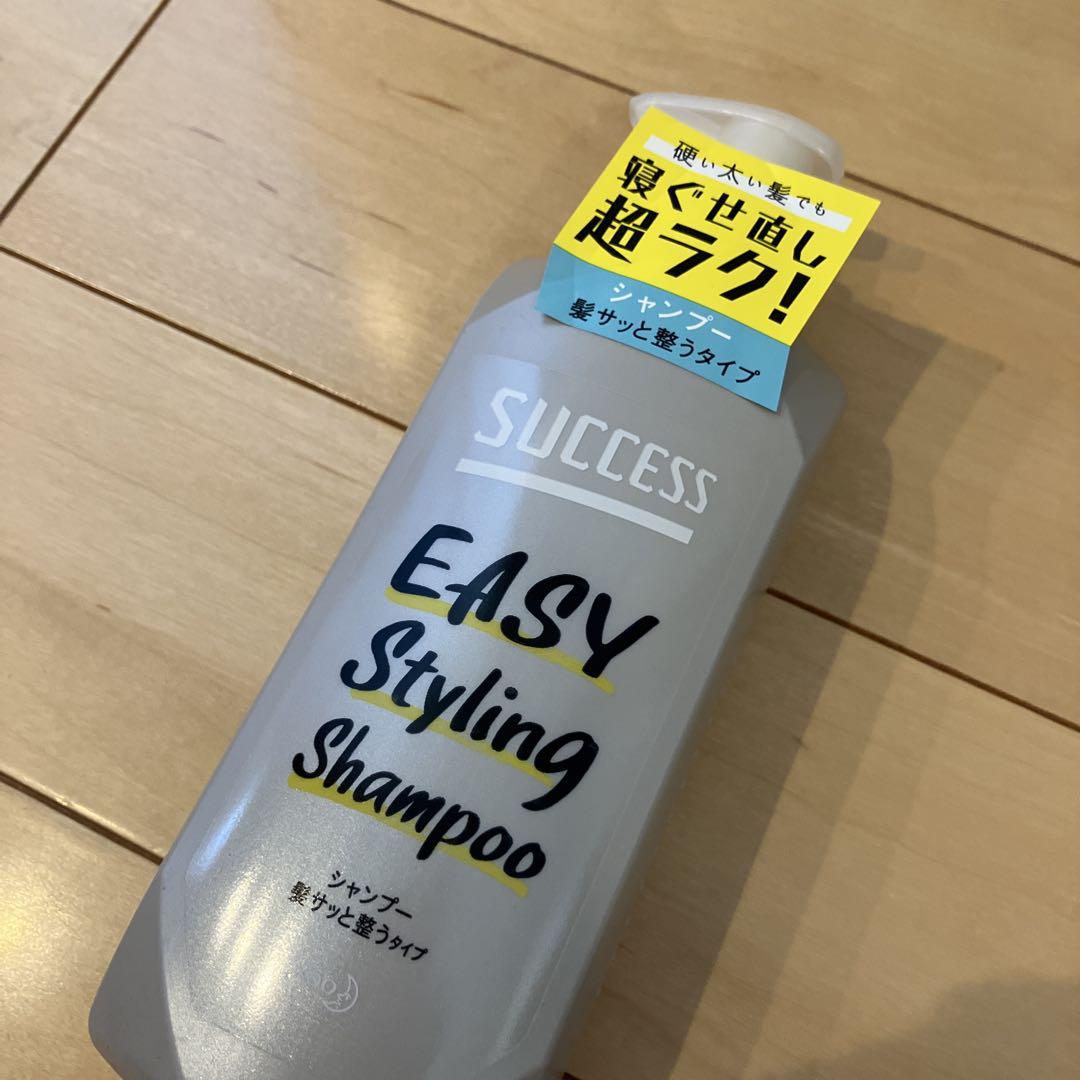 硬い太い髪でも
寝ぐせ直し
超ラク!
シャンプー
髪サッと整うタイプ
SUCCESS
EASY
Styling
Shampoo
シャンプー
髪サッと整うタイプ